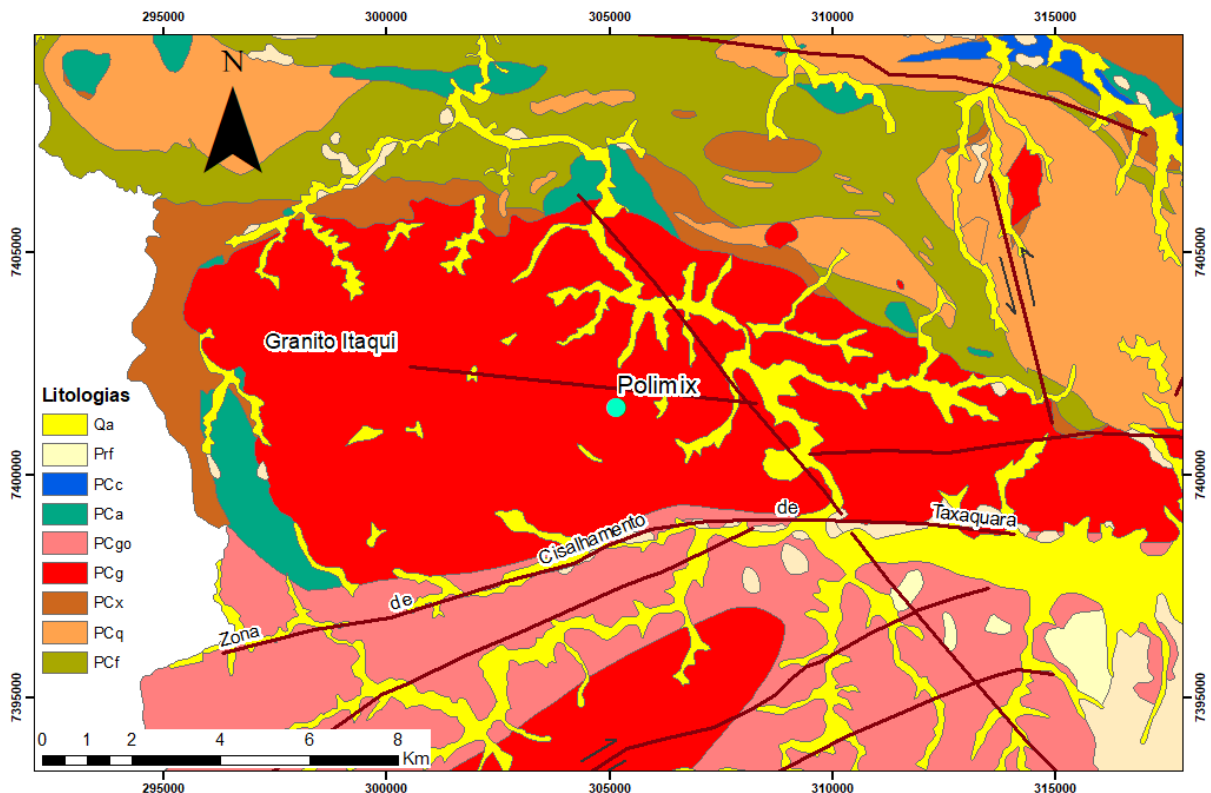 295000 300000 305000 310000 315000
N
7405000 7405000
Granito Itaqui
Polimix
Litologias
Qa
Prf
PCc
PCa
PCgo
PCg
PCx
PCq
PCf
7400000 7400000
Zona de Cisalhamento de Taxaquara
7395000 7395000
0 1 2 4 6 8
Km
295000 300000 305000 310000 315000